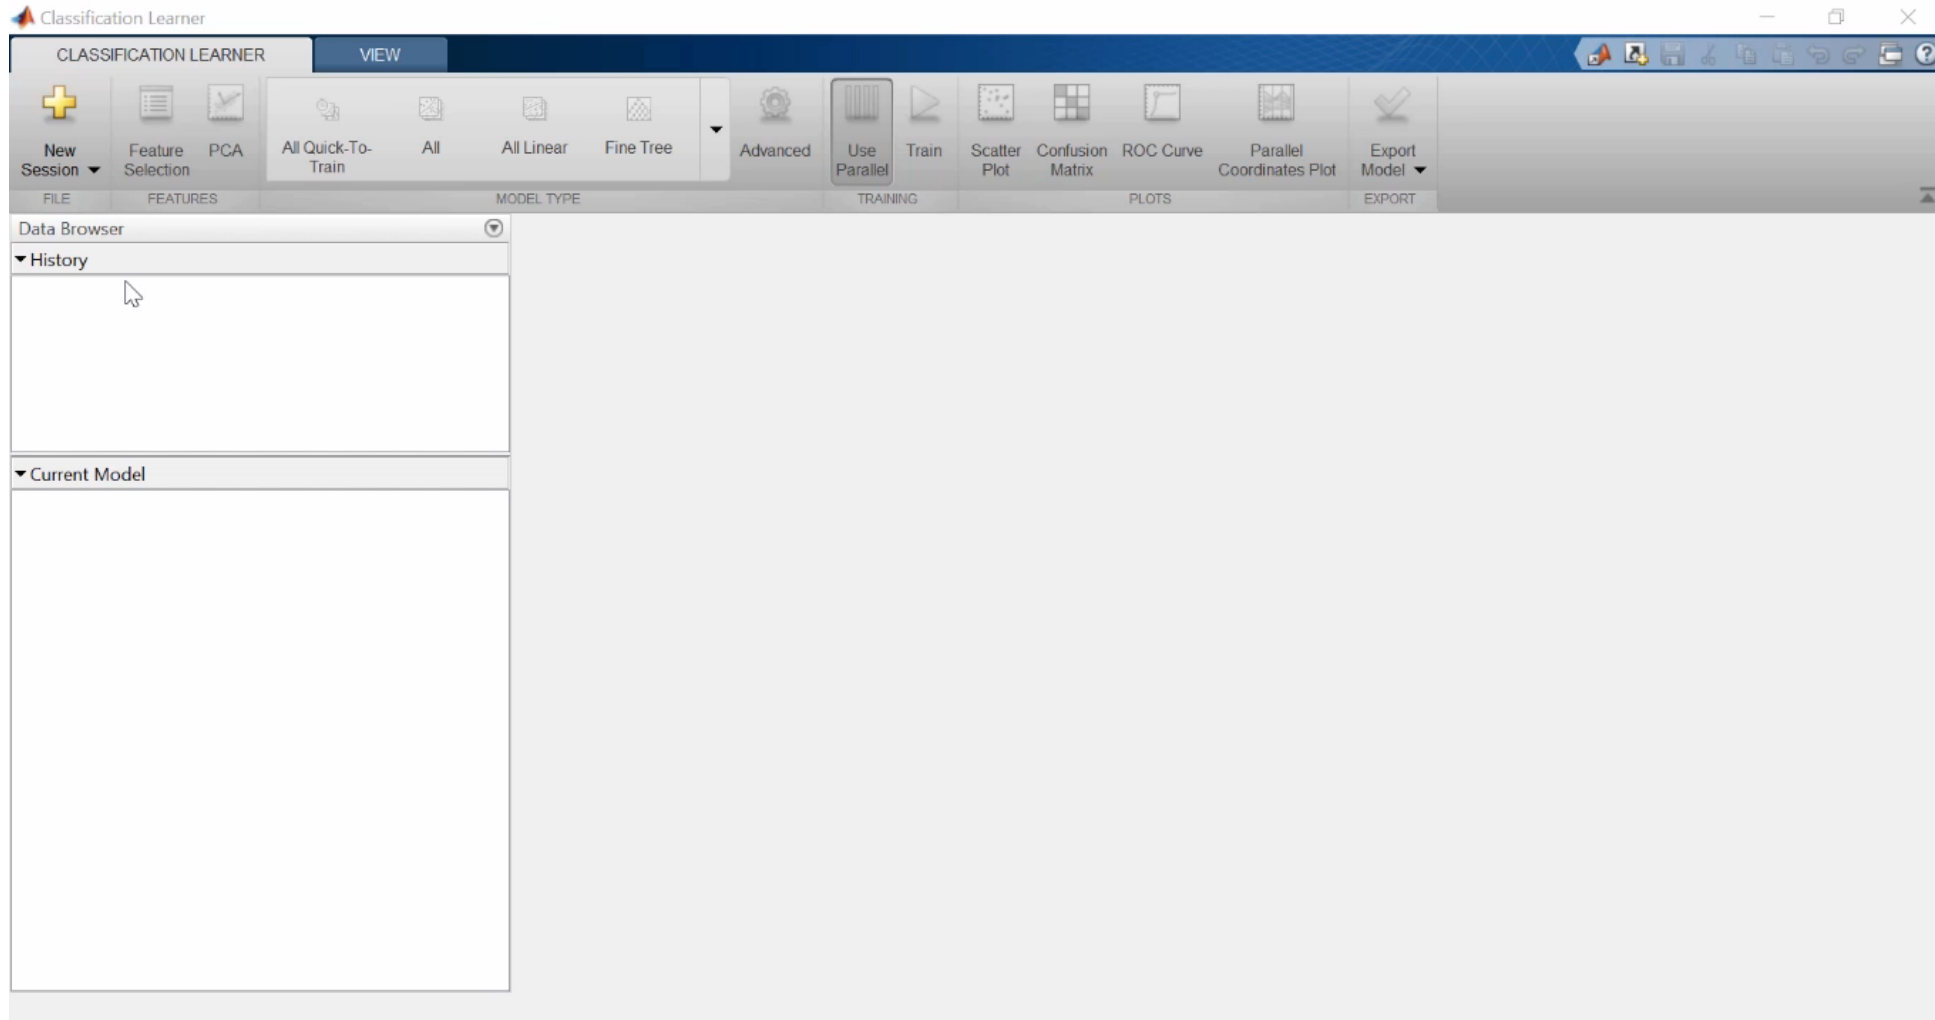 Classification Learner
CLASSIFICATION LEARNER
VIEW
New
Session
Feature
Selection
PCA
All Quick-To-
Train
All
All Linear
Fine Tree
Advanced
Use
Parallel
Train
Scatter
Plot
Confusion
Matrix
ROC Curve
Parallel
Coordinates Plot
Export
Model
FILE
FEATURES
MODEL TYPE
TRAINING
PLOTS
EXPORT
Data Browser
History
Current Model